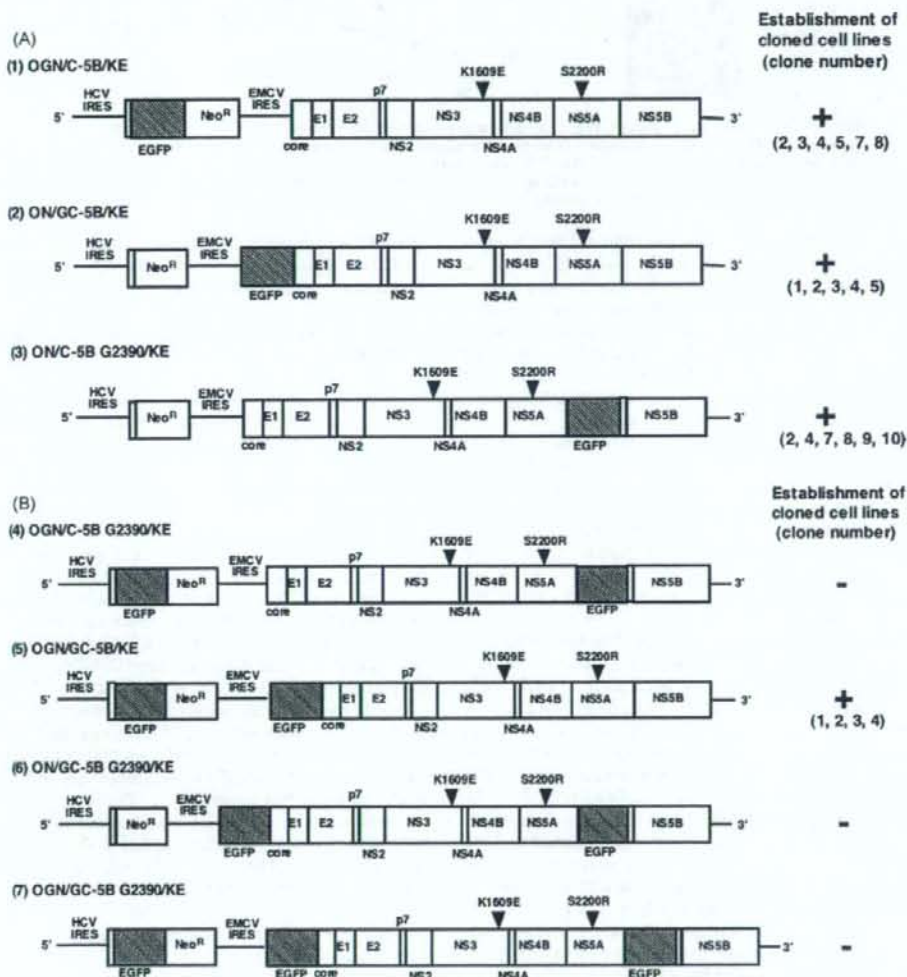 Establishment of
cloned cell lines
(clone number)
(A)
(1) OGN/C-5B/KE
HCV
IRES
EMCV
IRES
p7
K1609E
S2200R
5'
Neo^R
E1
E2
NS3
NS4B
NS5A
NS5B
3'
+
EGFP
core
NS2
NS4A
(2, 3, 4, 5, 7, 8)
(2) ON/GC-5B/KE
HCV
IRES
EMCV
IRES
p7
K1609E
S2200R
5'
Neo^R
E1
E2
NS3
NS4B
NS5A
NS5B
3'
+
EGFP
core
NS2
NS4A
(1, 2, 3, 4, 5)
(3) ON/C-5B G2390/KE
HCV
IRES
EMCV
IRES
p7
K1609E
S2200R
5'
Neo^R
E1
E2
NS3
NS4B
NS5A
NS5B
3'
+
core
NS2
NS4A
EGFP
(2, 4, 7, 8, 9, 10)
(B)
Establishment of
cloned cell lines
(clone number)
(4) OGN/C-5B G2390/KE
HCV
IRES
EMCV
IRES
p7
K1609E
S2200R
5'
Neo^R
E1
E2
NS3
NS4B
NS5A
NS5B
3'
-
EGFP
core
NS2
NS4A
EGFP
(5) OGN/GC-5B/KE
HCV
IRES
EMCV
IRES
p7
K1609E
S2200R
5'
Neo^R
E1
E2
NS3
NS4B
NS5A
NS5B
3'
+
EGFP
EGFP
core
NS2
NS4A
(1, 2, 3, 4)
(6) ON/GC-5B G2390/KE
HCV
IRES
EMCV
IRES
p7
K1609E
S2200R
5'
Neo^R
E1
E2
NS3
NS4B
NS5A
NS5B
3'
-
EGFP
core
NS2
NS4A
EGFP
(7) OGN/GC-5B G2390/KE
HCV
IRES
EMCV
IRES
p7
K1609E
S2200R
5'
Neo^R
E1
E2
NS3
NS4B
NS5A
NS5B
3'
-
EGFP
EGFP
core
NS2
NS4A
EGFP